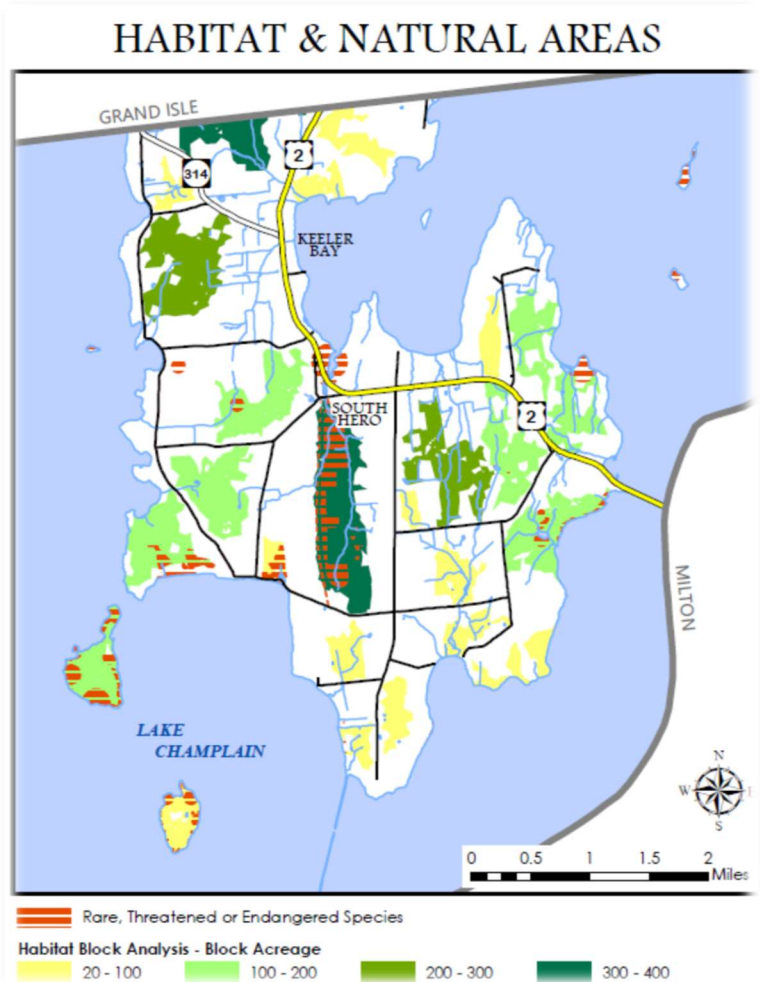 HABITAT & NATURAL AREAS
GRAND ISLE
2
314
KEELER
BAY
SOUTH
HERO
2
MILTON
LAKE
CHAMPLAIN
N
W
S
0 0.5 1 1.5 2
Miles
Rare, Threatened or Endangered Species
Habitat Block Analysis - Block Acreage
20 - 100 100 - 200 200 - 300 300 - 400